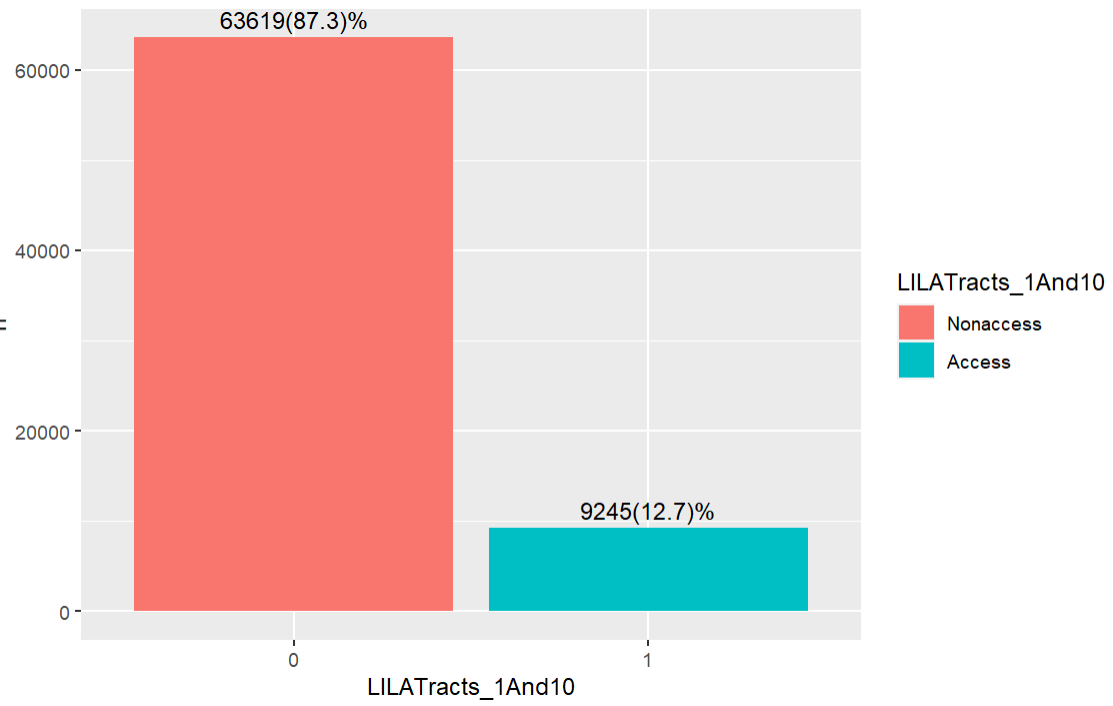 63619(87.3)%
60000
40000
20000
0
9245(12.7)%
0
1
LILATracts_1And10
LILATracts_1And10
Nonaccess
Access